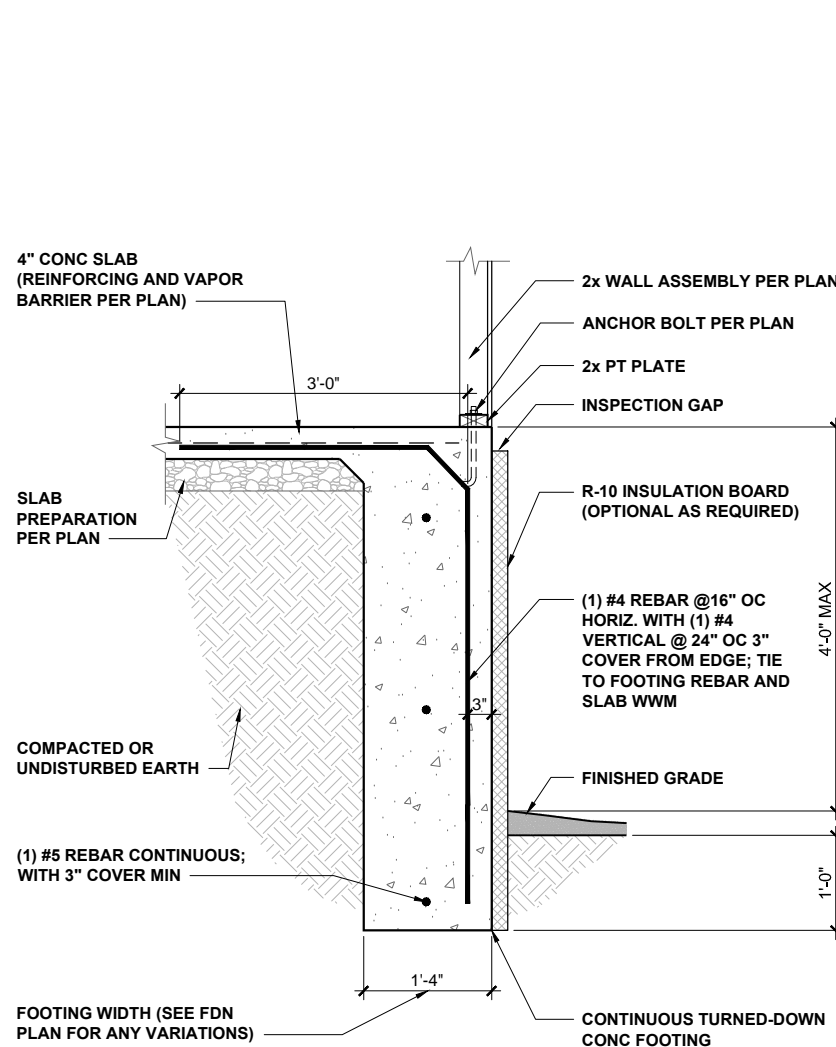 4" CONC SLAB
(REINFORCING AND VAPOR
BARRIER PER PLAN)
3'-0"
2x WALL ASSEMBLY PER PLAN
ANCHOR BOLT PER PLAN
2x PT PLATE
INSPECTION GAP
SLAB
PREPARATION
PER PLAN
R-10 INSULATION BOARD
(OPTIONAL AS REQUIRED)
4'-0" MAX
(1) #4 REBAR @16" OC
HORIZ. WITH (1) #4
VERTICAL @ 24" OC 3"
COVER FROM EDGE; TIE
TO FOOTING REBAR AND
SLAB WWM
3"
COMPACTED OR
UNDISTURBED EARTH
FINISHED GRADE
(1) #5 REBAR CONTINUOUS;
WITH 3" COVER MIN
1'-0"
1'-4"
FOOTING WIDTH (SEE FDN
PLAN FOR ANY VARIATIONS)
CONTINUOUS TURNED-DOWN
CONC FOOTING